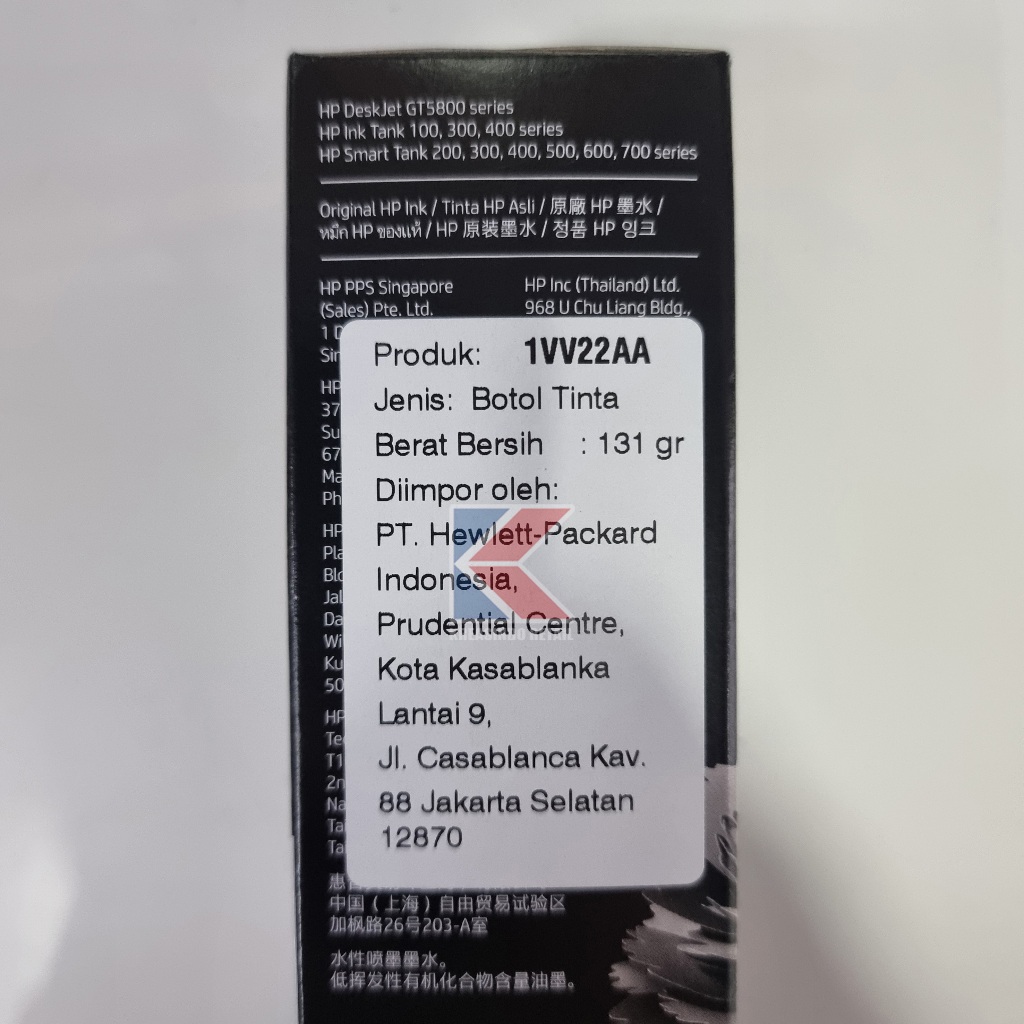 HP DeskJet GT5800 series
HP Ink Tank 100, 300, 400 series
HP Smart Tank 200, 300, 400, 500, 600, 700 series
Original HP Ink / Tinta HP Asli / 原廠 HP 墨水 /
หมึก HP ของแท้ / HP 原装墨水 / 정품 HP 잉크
HP PPS Singapore
(Sales) Pte. Ltd.
HP Inc (Thailand) Ltd.
968 U Chu Liang Bldg.,
Produk: 1VV22AA
Jenis: Botol Tinta
Berat Bersih : 131 gr
Diimpor oleh:
PT. Hewlett-Packard
Indonesia,
Prudential Centre,
Kota Kasablanka
Lantai 9,
Jl. Casablanca Kav.
88 Jakarta Selatan
12870
中国（上海）自由贸易试验区
加枫路26号203-A室
水性喷墨墨水。
低挥发性有机化合物含量油墨。